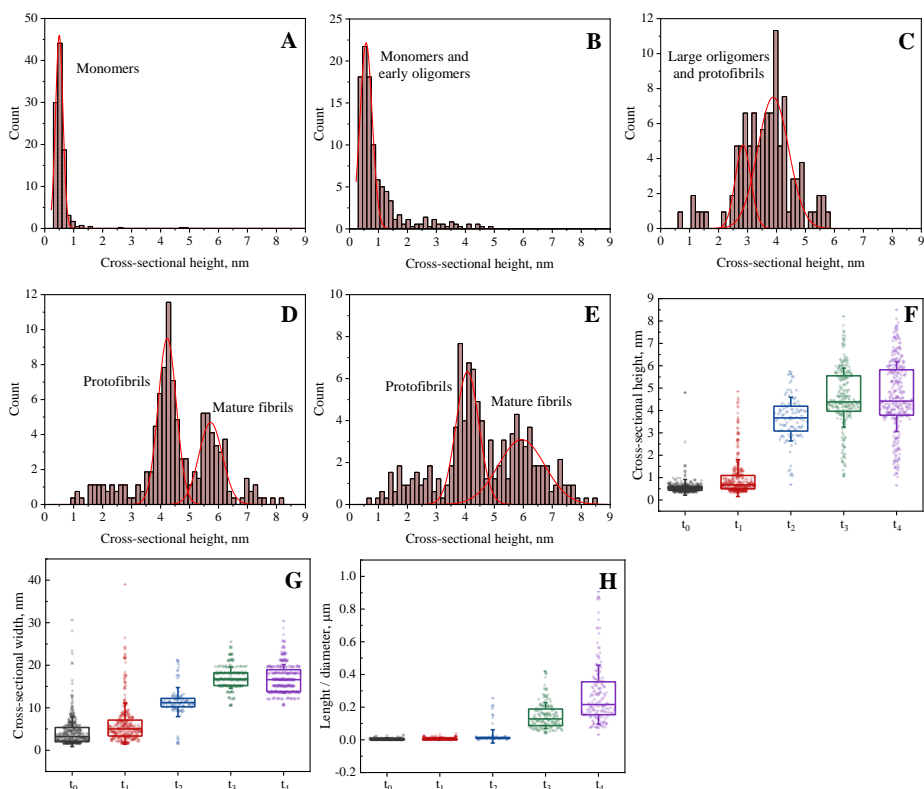 A
Monomers
Count
50
40
30
20
10
0
0 1 2 3 4 5 6 7 8 9
Cross-sectional height, nm
B
Monomers and
early oligomers
Count
25
20
15
10
5
0
0 1 2 3 4 5 6 7 8 9
Cross-sectional height, nm
C
Large orligomers
and protofibrils
Count
12
10
8
6
4
2
0
0 1 2 3 4 5 6 7 8 9
Cross-sectional height, nm
D
Protofibrils
Mature fibrils
Count
12
10
8
6
4
2
0
0 1 2 3 4 5 6 7 8 9
Cross-sectional height, nm
E
Protofibrils
Mature fibrils
Count
10
8
6
4
2
0
0 1 2 3 4 5 6 7 8 9
Cross-sectional height, nm
F
Cross-sectional height, nm
9
8
7
6
5
4
3
2
1
0
t₀ t₁ t₂ t₃ t₄
G
Cross-sectional width, nm
40
30
20
10
0
t₀ t₁ t₂ t₃ t₄
H
Lenght / diameter, µm
1.0
0.8
0.6
0.4
0.2
0.0
-0.2
t₀ t₁ t₂ t₃ t₄